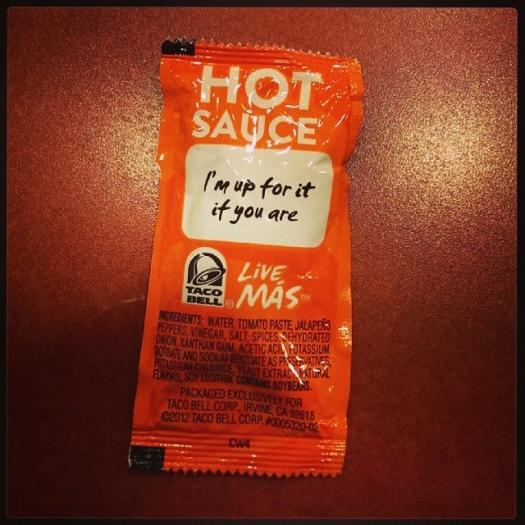 HOT
SAUCE
I'm up for it
if you are
TACO
BELL®
LIVE
MÁS™
INGREDIENTS: WATER, TOMATO PASTE, JALAPEÑO
PEPPERS, VINEGAR, SALT, SPICES, DEHYDRATED
ONION, XANTHAN GUM, ACETIC ACID, POTASSIUM
SORBATE AND SODIUM BENZOATE AS PRESERVATIVES,
POTASSIUM CHLORIDE, YEAST EXTRACT, NATURAL
FLAVORS, SOY LECITHIN. CONTAINS SOYBEANS.
PACKAGED EXCLUSIVELY FOR
TACO BELL CORP., IRVINE, CA 92618
©2012 TACO BELL CORP. #0005320-02
CW4